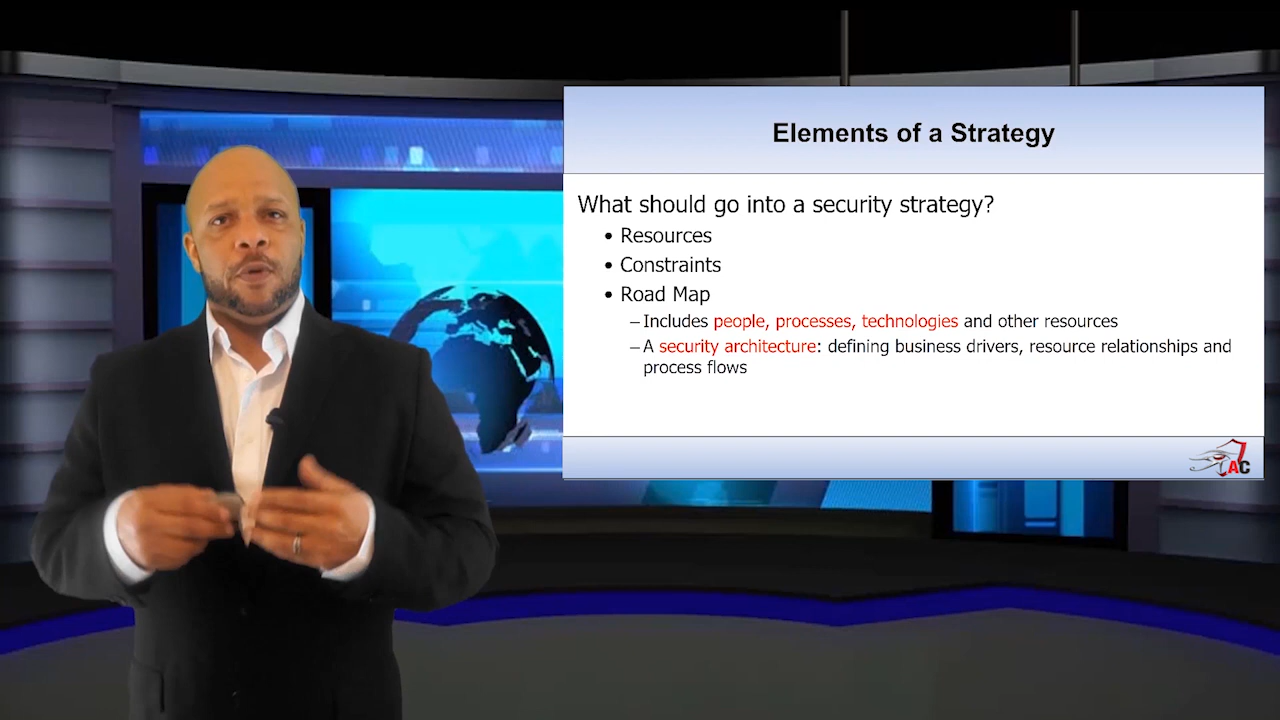 Elements of a Strategy
What should go into a security strategy?
• Resources
• Constraints
• Road Map
– Includes people, processes, technologies and other resources
– A security architecture: defining business drivers, resource relationships and
process flows
AC